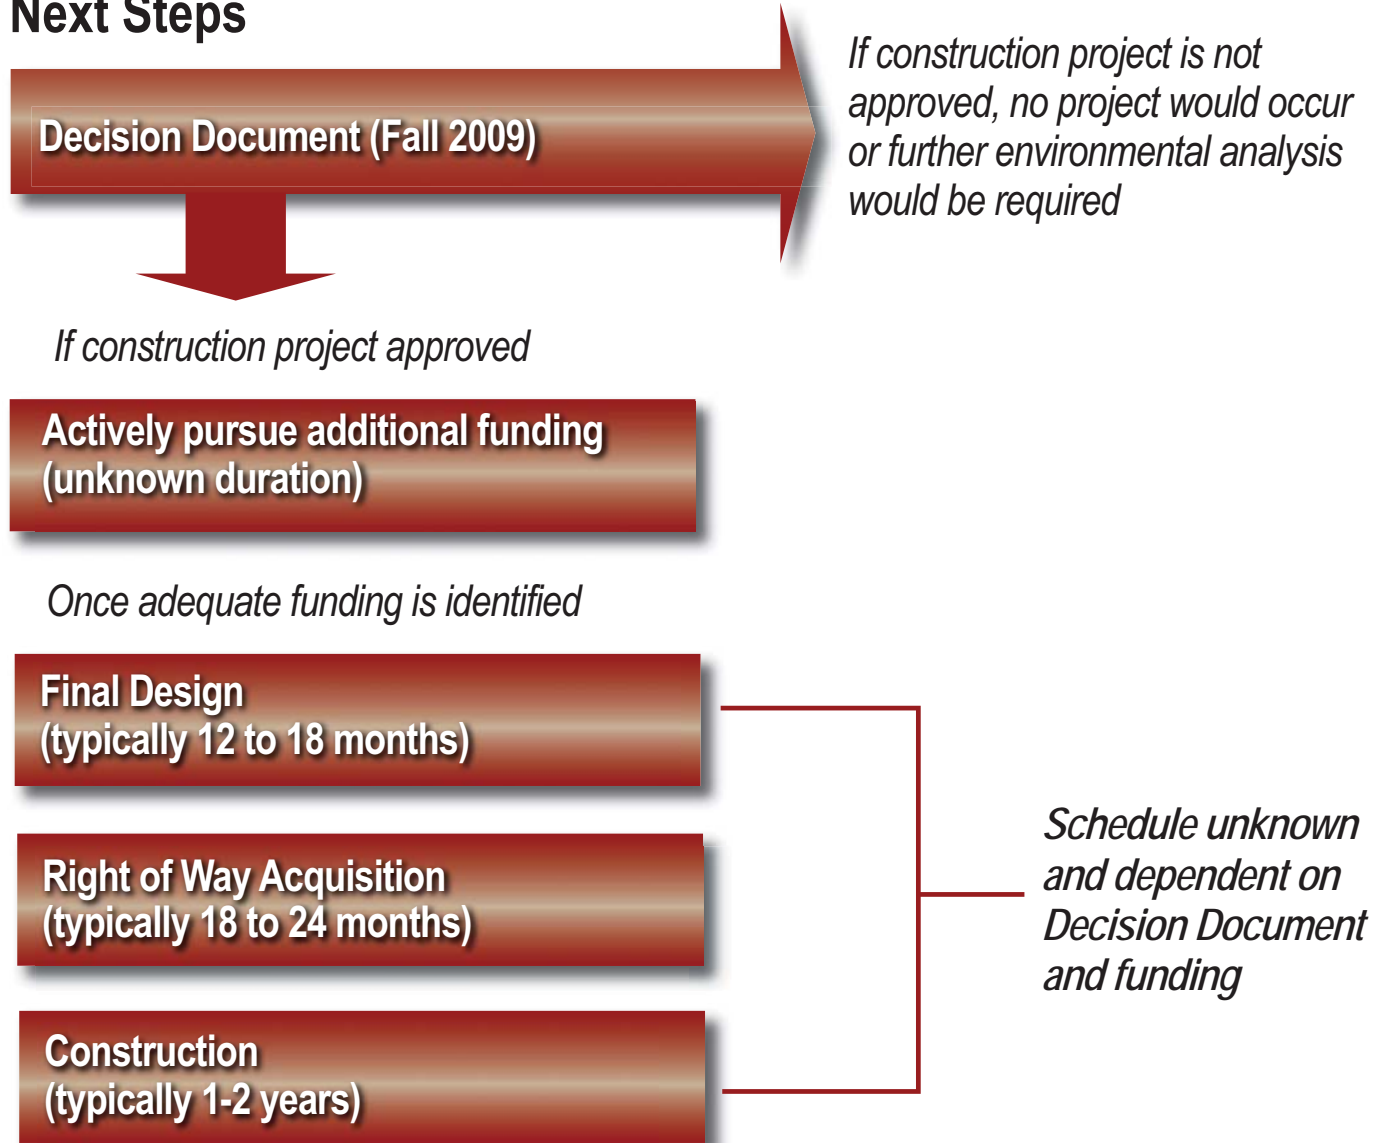 Next Steps
Decision Document (Fall 2009)
If construction project is not
approved, no project would occur
or further environmental analysis
would be required
If construction project approved
Actively pursue additional funding
(unknown duration)
Once adequate funding is identified
Final Design
(typically 12 to 18 months)
Right of Way Acquisition
(typically 18 to 24 months)
Construction
(typically 1-2 years)
Schedule unknown
and dependent on
Decision Document
and funding